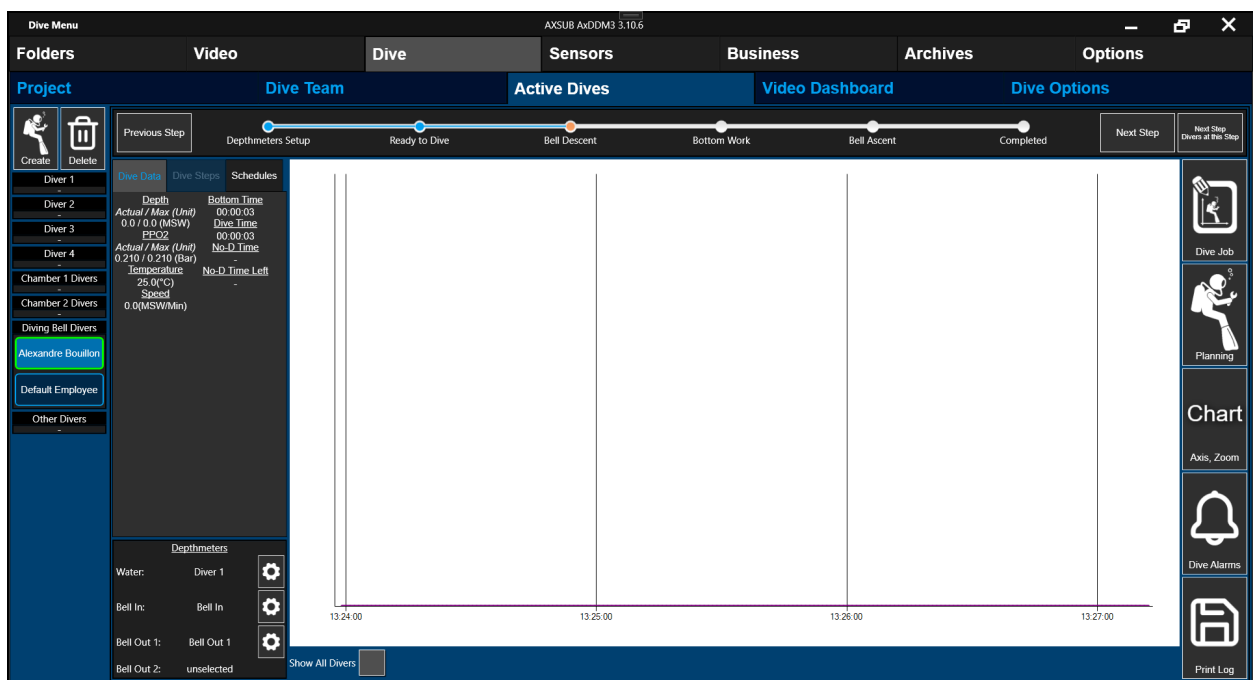 Dive Menu
AXSUB AxDDM3 3.10.6
Folders Video Dive Sensors Business Archives Options
Project Dive Team Active Dives Video Dashboard Dive Options
Create Delete
Diver 1
-
Diver 2
-
Diver 3
-
Diver 4
-
Chamber 1 Divers
-
Chamber 2 Divers
-
Diving Bell Divers
Alexandre Bouillon
Default Employee
Other Divers
-
Previous Step
Depthmeters Setup Ready to Dive Bell Descent Bottom Work Bell Ascent Completed
Next Step
Next Step
Divers at this Step
Dive Data Dive Steps Schedules
Depth
Actual / Max (Unit)
0.0 / 0.0 (MSW)
PPO2
Actual / Max (Unit)
0.210 / 0.210 (Bar)
Temperature
25.0(°C)
Speed
0.0(MSW/Min)
Bottom Time
00:00:03
Dive Time
00:00:03
No-D Time
-
No-D Time Left
-
Depthmeters
Water: Diver 1
Bell In: Bell In
Bell Out 1: Bell Out 1
Bell Out 2: unselected
13:24:00 13:25:00 13:26:00 13:27:00
Show All Divers
Dive Job
Planning
Chart
Axis, Zoom
Dive Alarms
Print Log